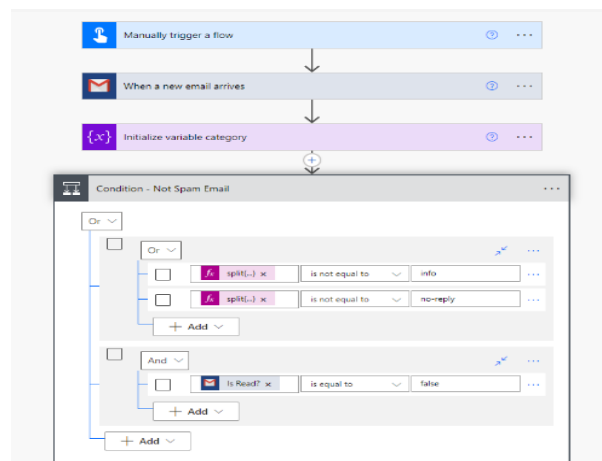 Manually trigger a flow
When a new email arrives
{x} Initialize variable category
Condition - Not Spam Email
Or
Or
fx split(...) × is not equal to info
fx split(...) × is not equal to no-reply
+ Add
And
Is Read? × is equal to false
+ Add
+ Add